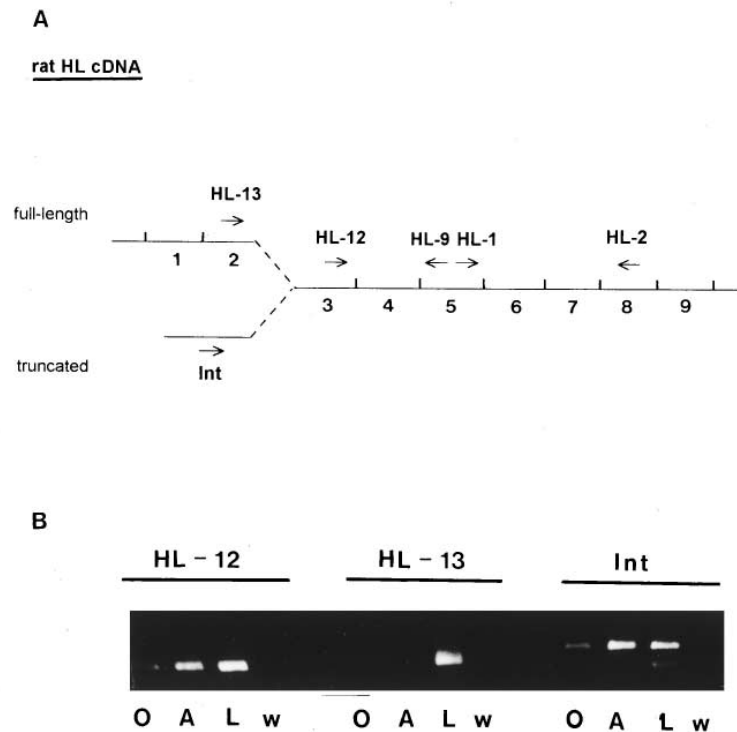 A
rat HL cDNA
HL-13
full-length
HL-12 HL-9 HL-1 HL-2
1 2
3 4 5 6 7 8 9
truncated
Int
B
HL - 12 HL - 13 Int
O A L w O A L w O A L w